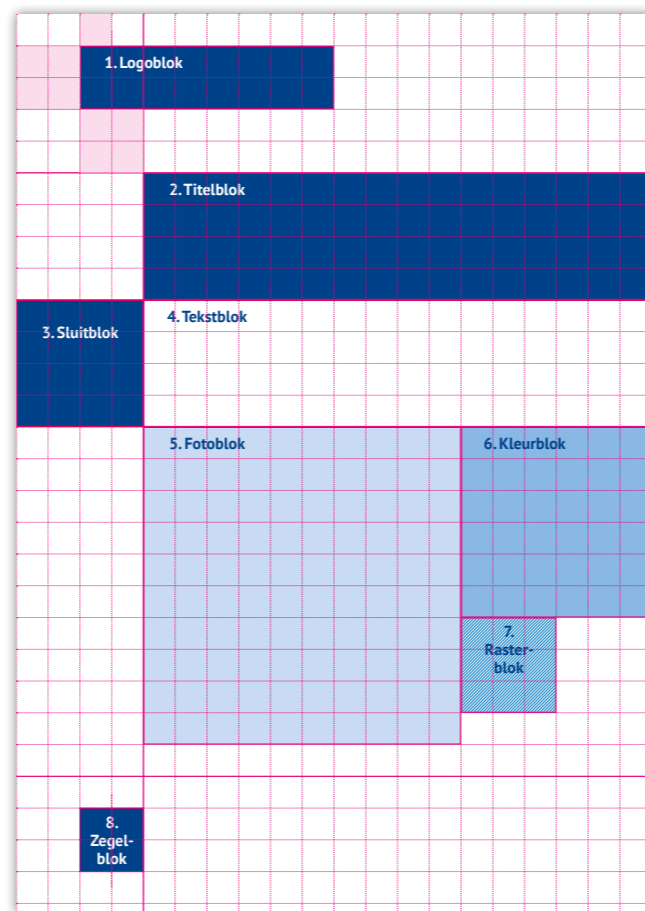 1. Logoblok
2. Titelblok
3. Sluitblok
4. Tekstblok
5. Fotoblok
6. Kleurblok
7.
Raster-
blok
8.
Zegel-
blok